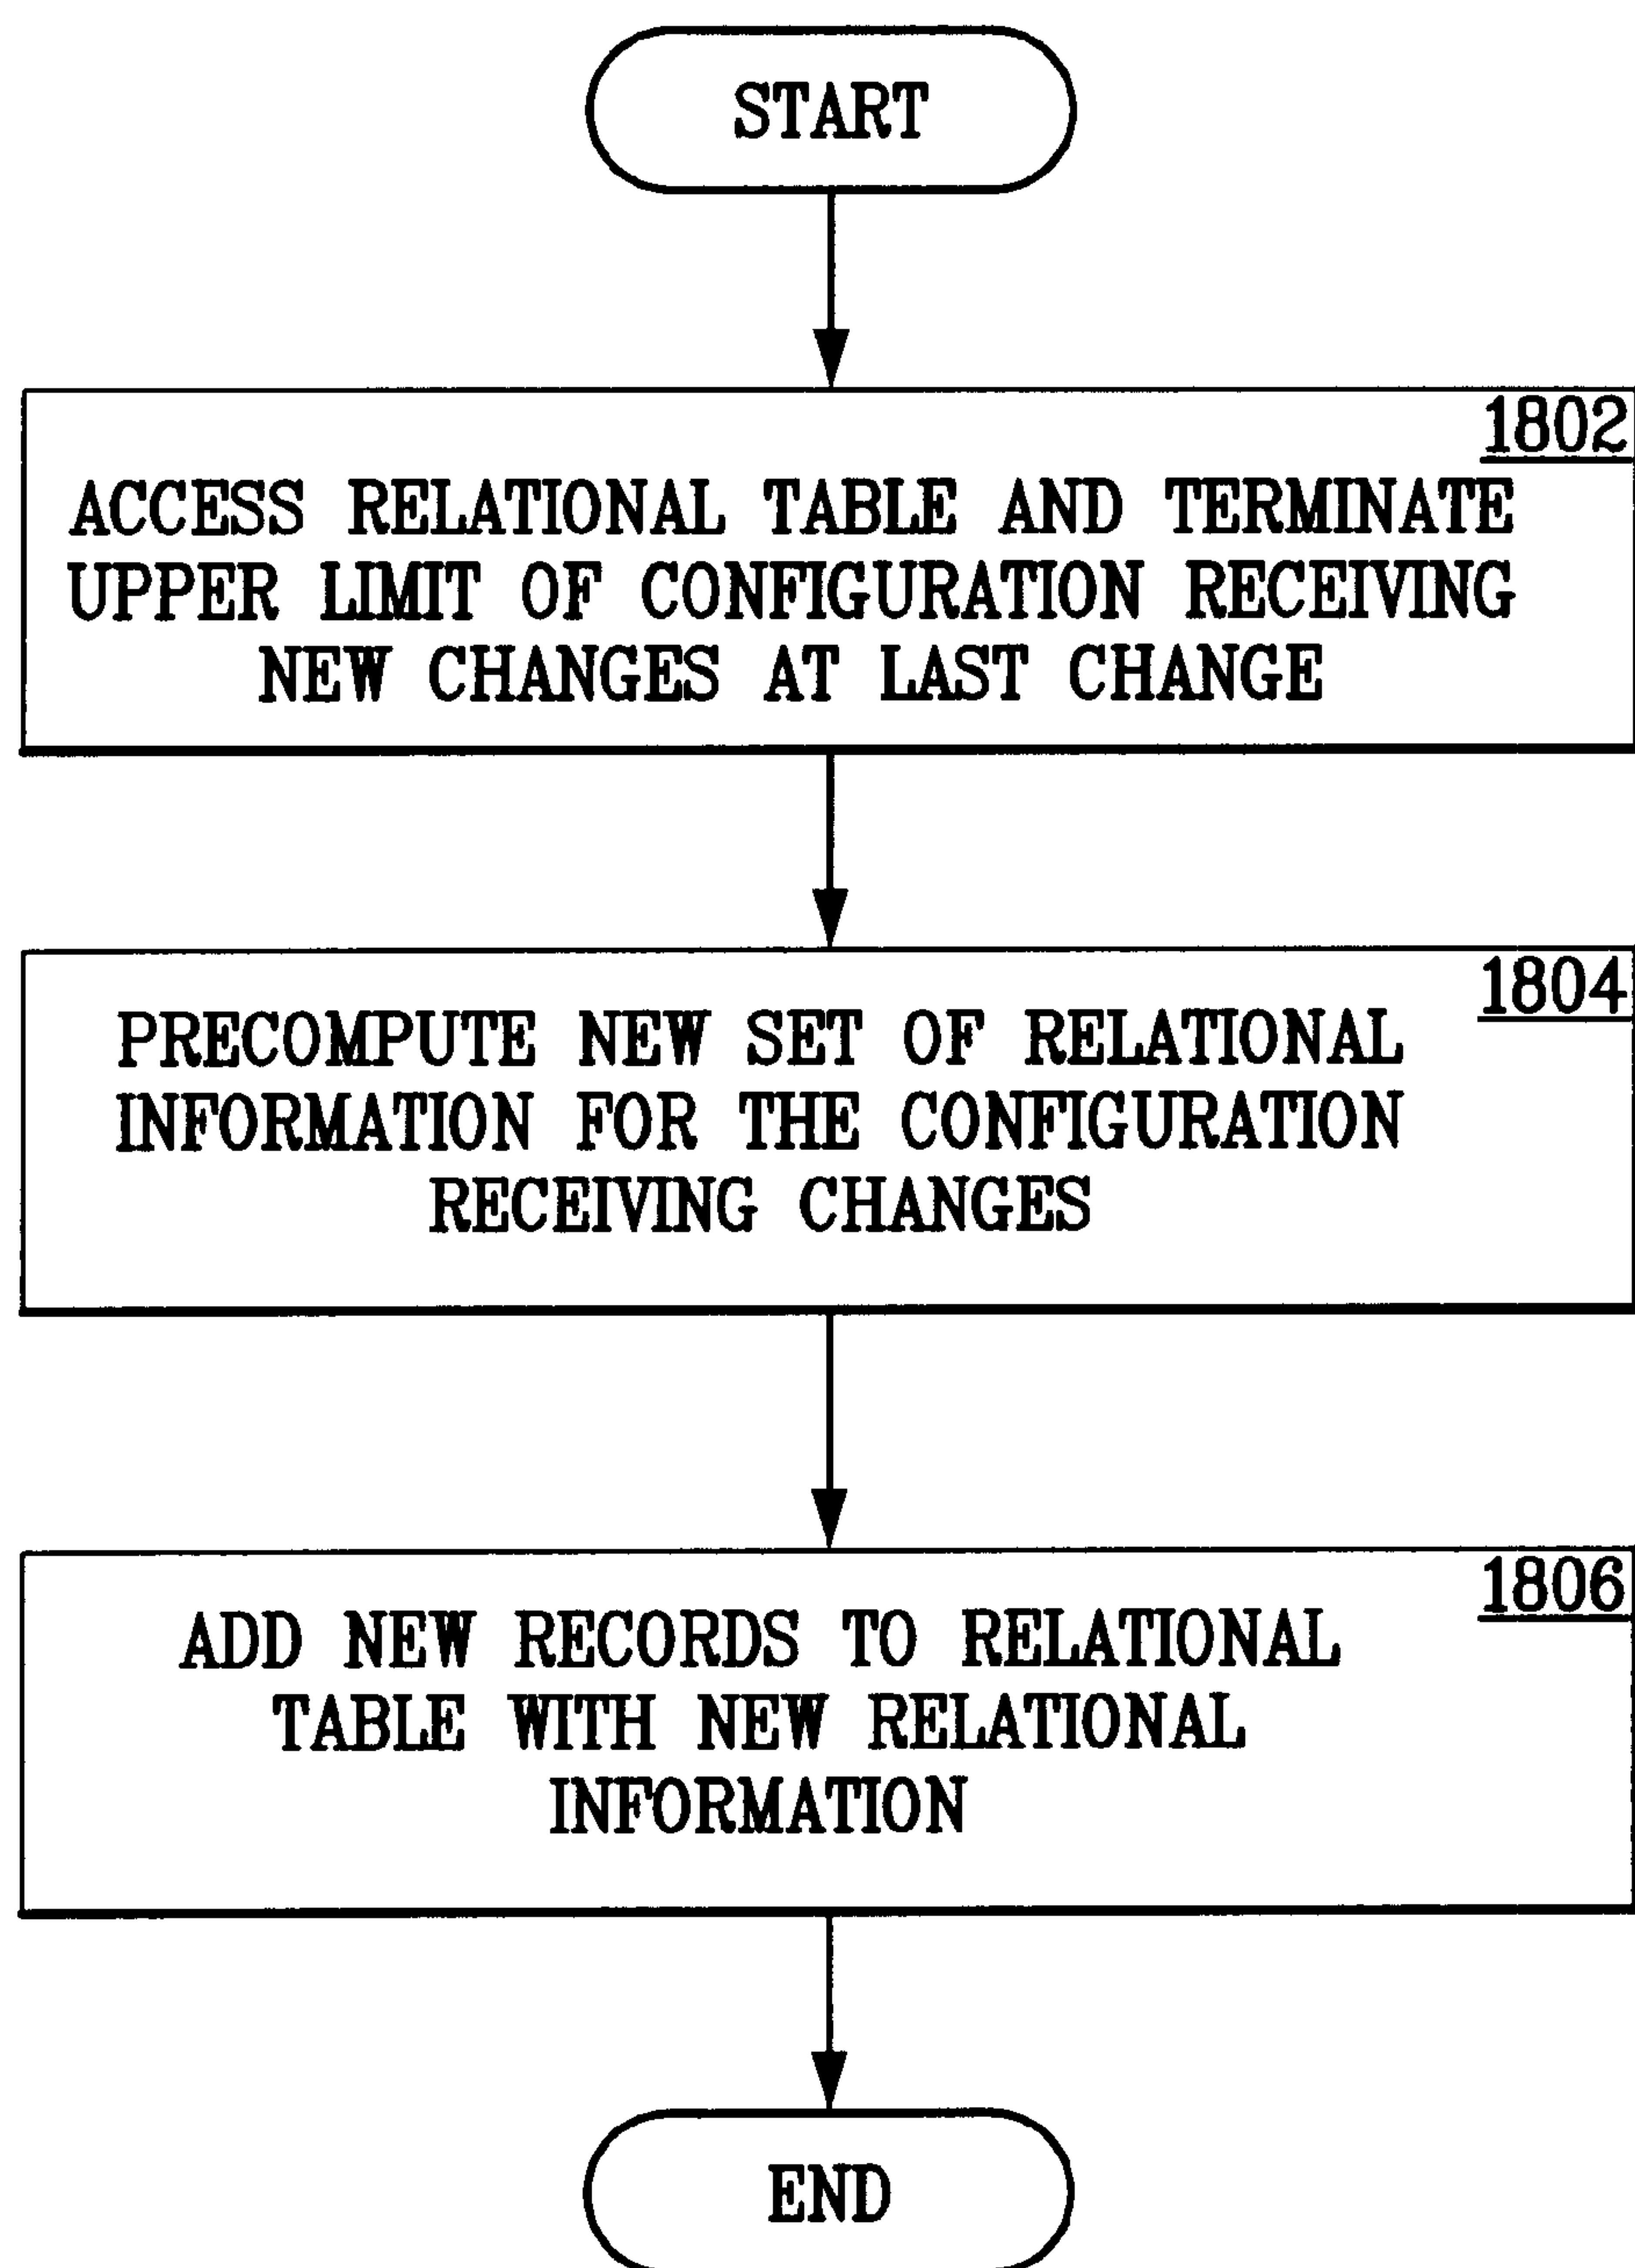 START
1802
ACCESS RELATIONAL TABLE AND TERMINATE
UPPER LIMIT OF CONFIGURATION RECEIVING
NEW CHANGES AT LAST CHANGE
1804
PRECOMPUTE NEW SET OF RELATIONAL
INFORMATION FOR THE CONFIGURATION
RECEIVING CHANGES
1806
ADD NEW RECORDS TO RELATIONAL
TABLE WITH NEW RELATIONAL
INFORMATION
END